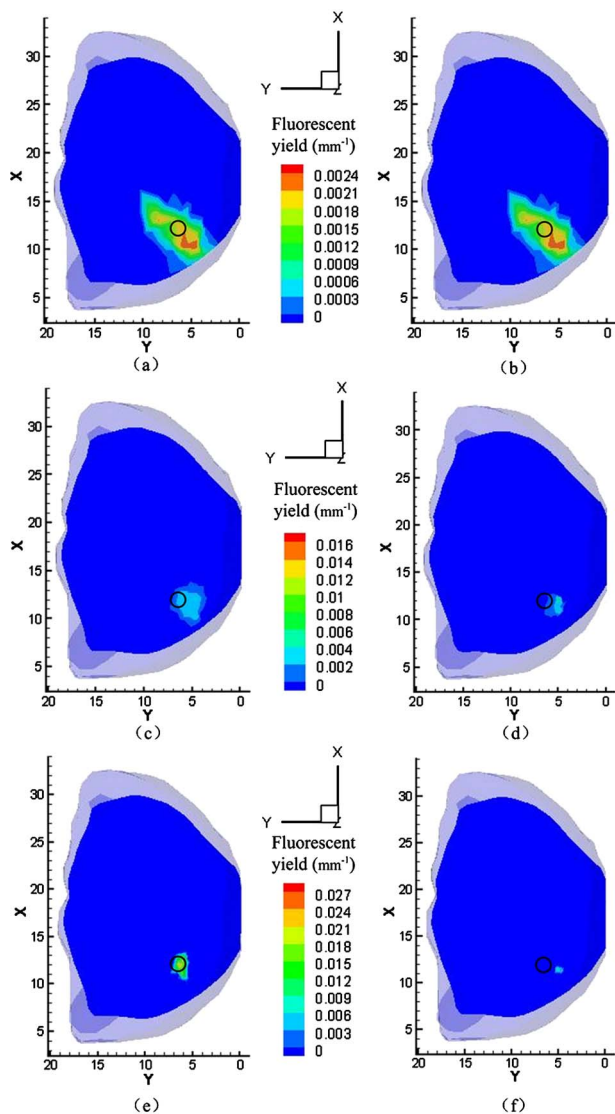 X
Y Z
Fluorescent
yield (mm⁻¹)
0.0024
0.0021
0.0018
0.0015
0.0012
0.0009
0.0006
0.0003
0
X
30
25
20
15
10
5
20 15 10 5 0
Y
(a)
X
30
25
20
15
10
5
20 15 10 5 0
Y
(b)
X
Y Z
Fluorescent
yield (mm⁻¹)
0.016
0.014
0.012
0.01
0.008
0.006
0.004
0.002
0
X
30
25
20
15
10
5
20 15 10 5 0
Y
(c)
X
30
25
20
15
10
5
20 15 10 5 0
Y
(d)
X
Y Z
Fluorescent
yield (mm⁻¹)
0.027
0.024
0.021
0.018
0.015
0.012
0.009
0.006
0.003
0
X
30
25
20
15
10
5
20 15 10 5 0
Y
(e)
X
30
25
20
15
10
5
20 15 10 5 0
Y
(f)